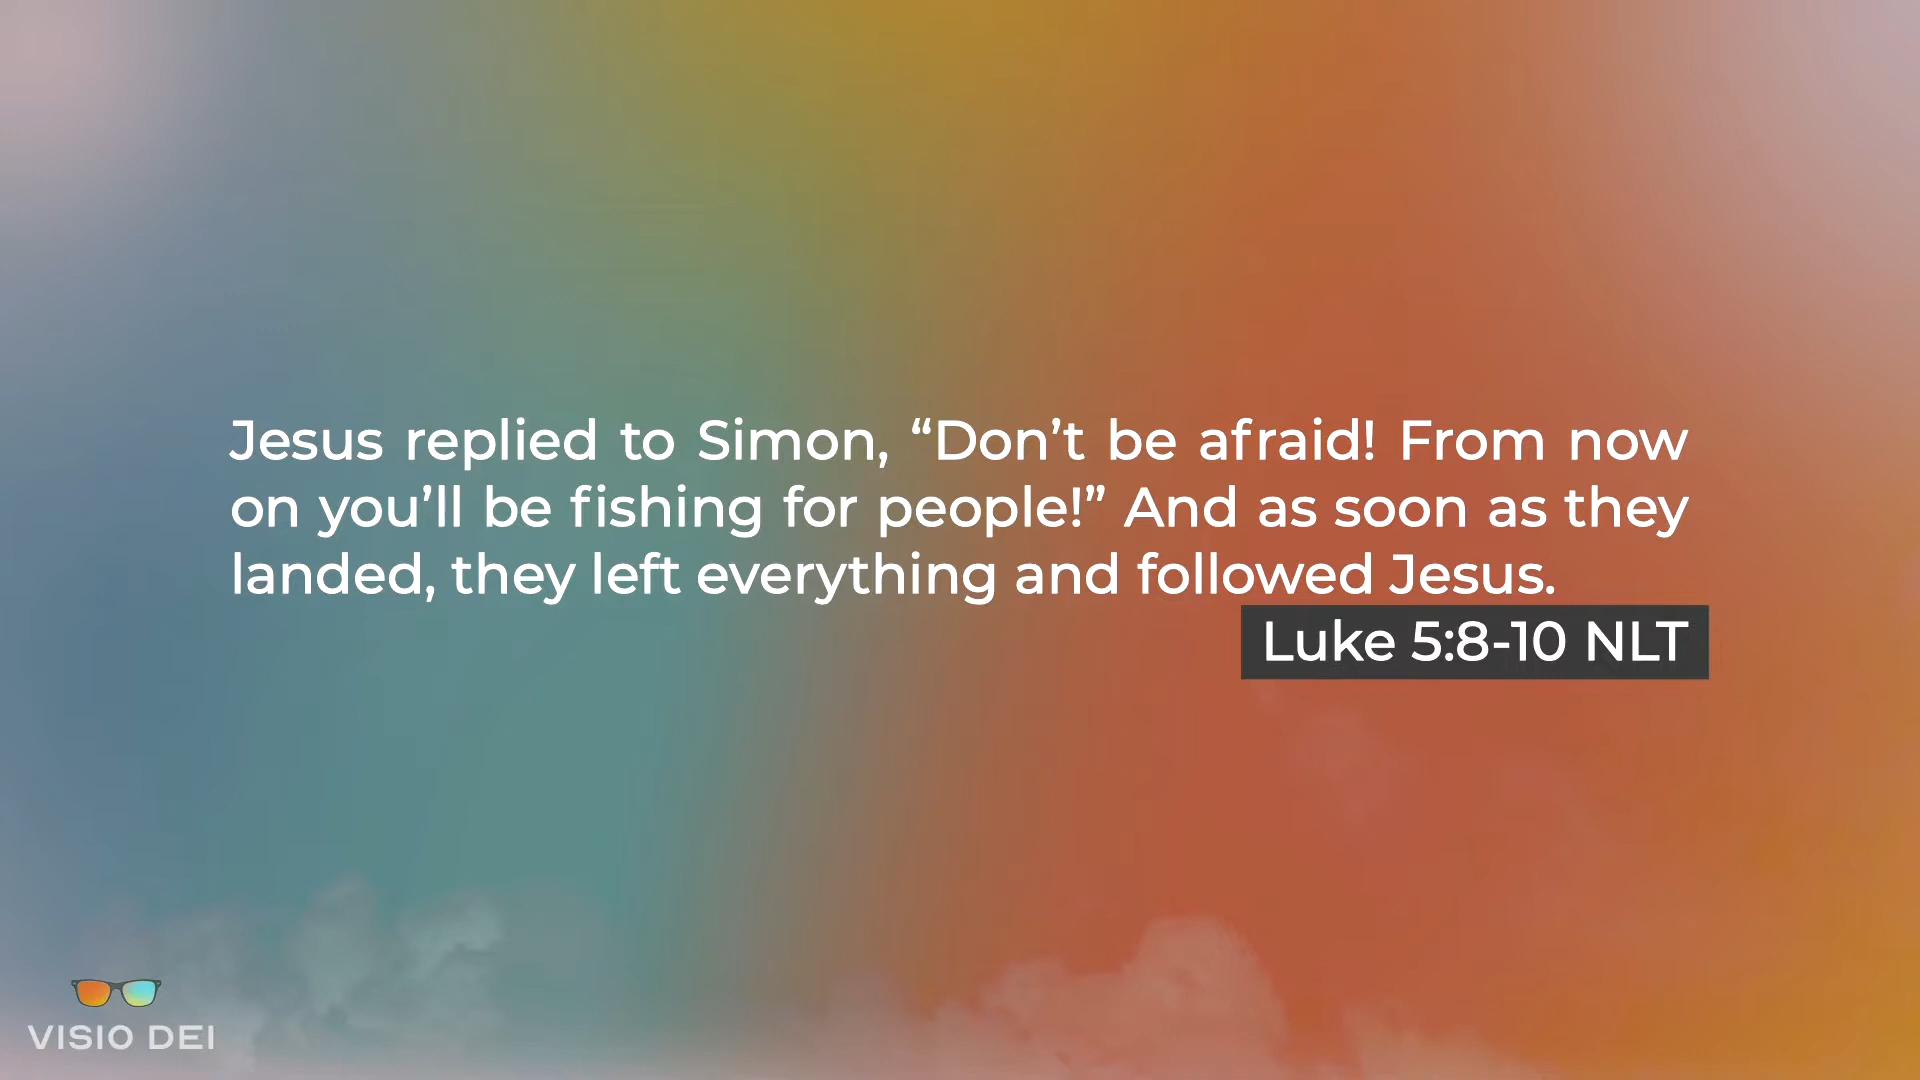 Jesus replied to Simon, “Don’t be afraid! From now
on you’ll be fishing for people!” And as soon as they
landed, they left everything and followed Jesus.
Luke 5:8-10 NLT
VISIO DEI